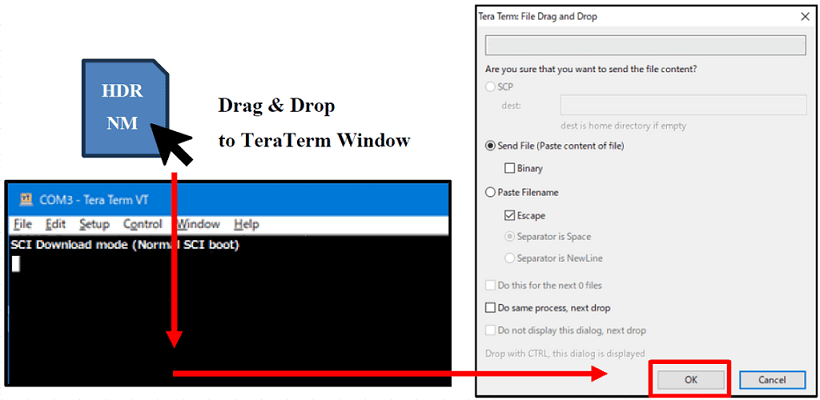 HDR
NM
Drag & Drop
to TeraTerm Window
COM3 - Tera Term VT
File Edit Setup Control Window Help
SCI Download mode (Normal SCI boot)
Tera Term: File Drag and Drop
Are you sure that you want to send the file content?
SCP
dest:
dest is home directory if empty
Send File (Paste content of file)
Binary
Paste Filename
Escape
Separator is Space
Separator is NewLine
Do this for the next 0 files
Do same process, next drop
Do not display this dialog, next drop
Drop with CTRL, this dialog is displayed
OK Cancel